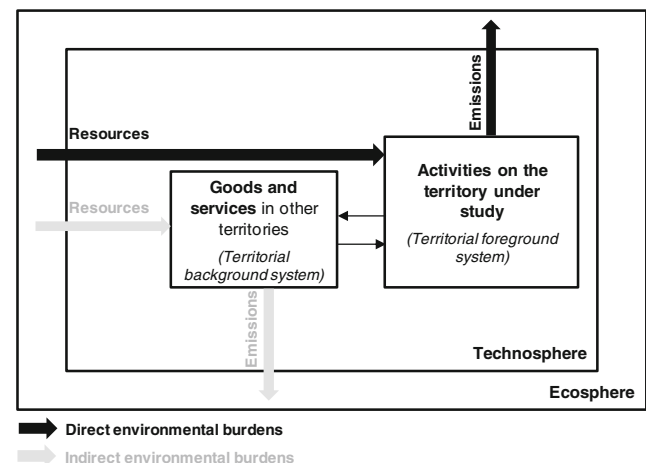 Emissions
Resources
Activities on the
territory under
study
(Territorial foreground
system)
Goods and
services in other
territories
(Territorial
background system)
Resources
Emissions
Technosphere
Ecosphere
Direct environmental burdens
Indirect environmental burdens